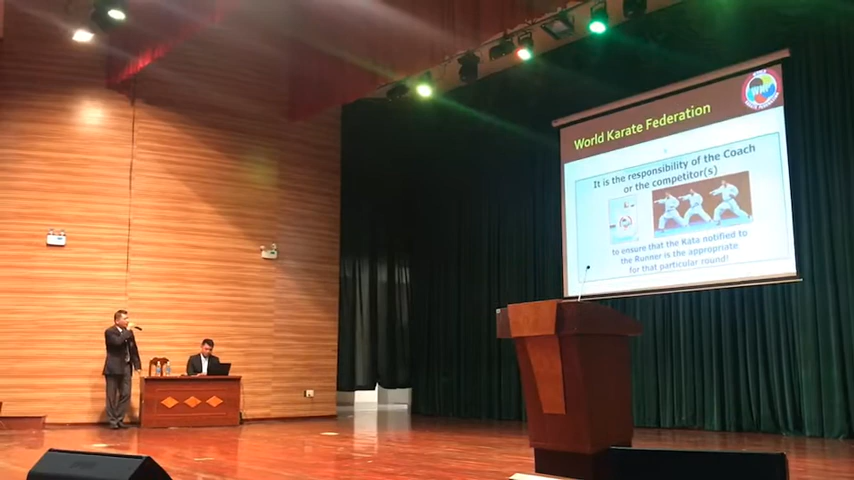 World Karate Federation
It is the responsibility of the Coach
or the competitor(s)
to ensure that the Kata notified to
the Runner is the appropriate
for that particular round!